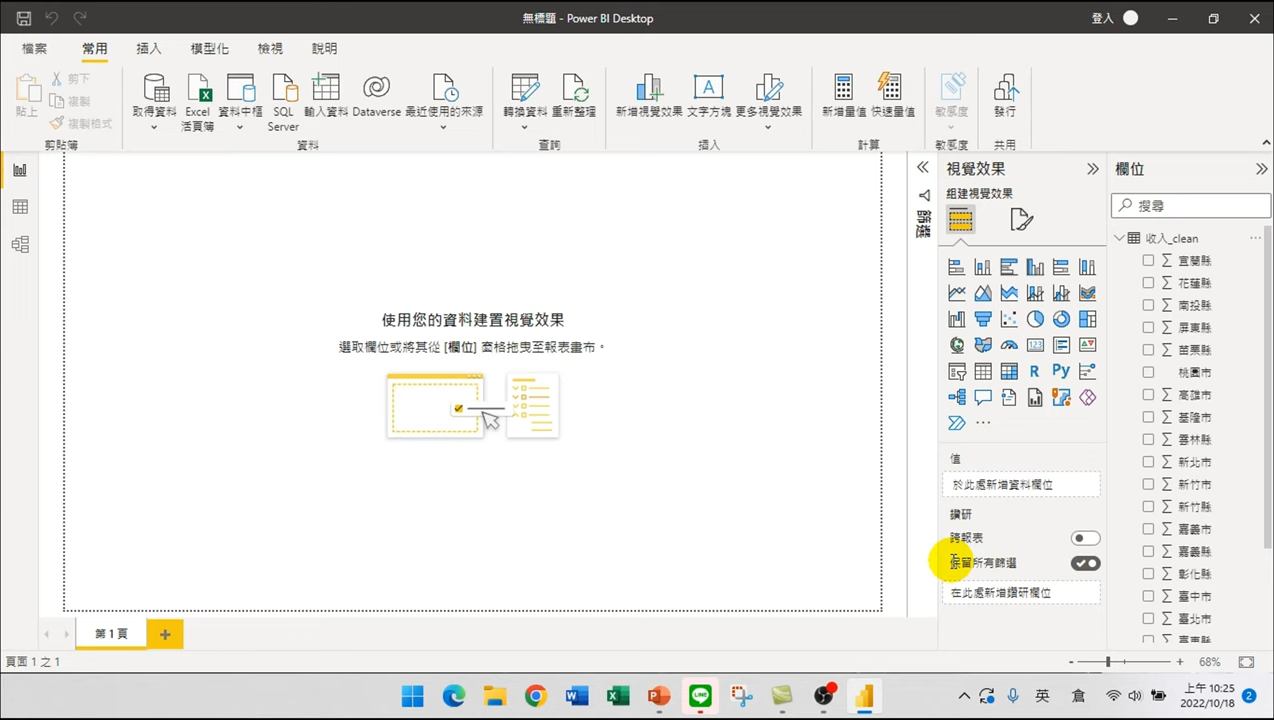 無標題 - Power BI Desktop
登入
檔案 常用 插入 模型化 檢視 說明
貼上
剪下
複製
複製格式
取得資料
Excel 活頁簿
資料中樞
SQL Server
輸入資料
Dataverse
最近使用的來源
轉換資料
重新整理
新增視覺效果
文字方塊
更多視覺效果
新增量值
快速量值
敏感度
發行
剪貼簿 資料 查詢 插入 計算 敏感度 共用
使用您的資料建置視覺效果
選取欄位或將其從 [欄位] 窗格拖曳至報表畫布。
篩選
視覺效果
組建視覺效果
123
R
Py
值
於此處新增資料欄位
鑽研
跨報表
保留所有篩選
在此處新增鑽研欄位
欄位
搜尋
收入_clean
宜蘭縣
花蓮縣
南投縣
屏東縣
苗栗縣
桃園市
高雄市
基隆市
雲林縣
新北市
新竹市
新竹縣
嘉義市
嘉義縣
彰化縣
臺中市
臺北市
臺東縣
第 1 頁
頁面 1 之 1
68%
英
上午 10:25
2022/10/18
2